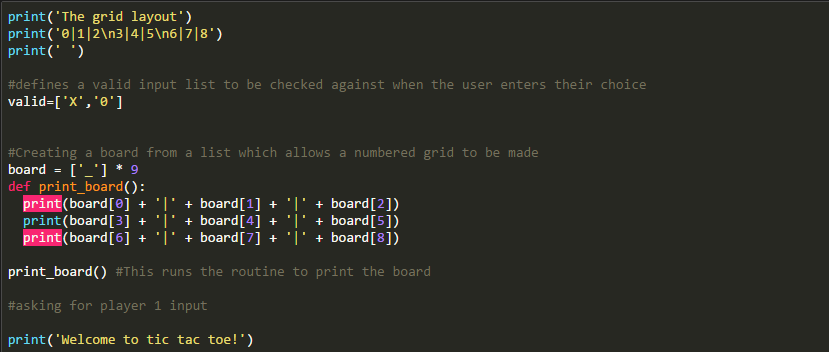 print('The grid layout')
print('0|1|2\n3|4|5\n6|7|8')
print(' ')
#defines a valid input list to be checked against when the user enters their choice
valid=['X','0']
#Creating a board from a list which allows a numbered grid to be made
board = ['_'] * 9
def print_board():
  print(board[0] + '|' + board[1] + '|' + board[2])
  print(board[3] + '|' + board[4] + '|' + board[5])
  print(board[6] + '|' + board[7] + '|' + board[8])
print_board() #This runs the routine to print the board
#asking for player 1 input
print('Welcome to tic tac toe!')